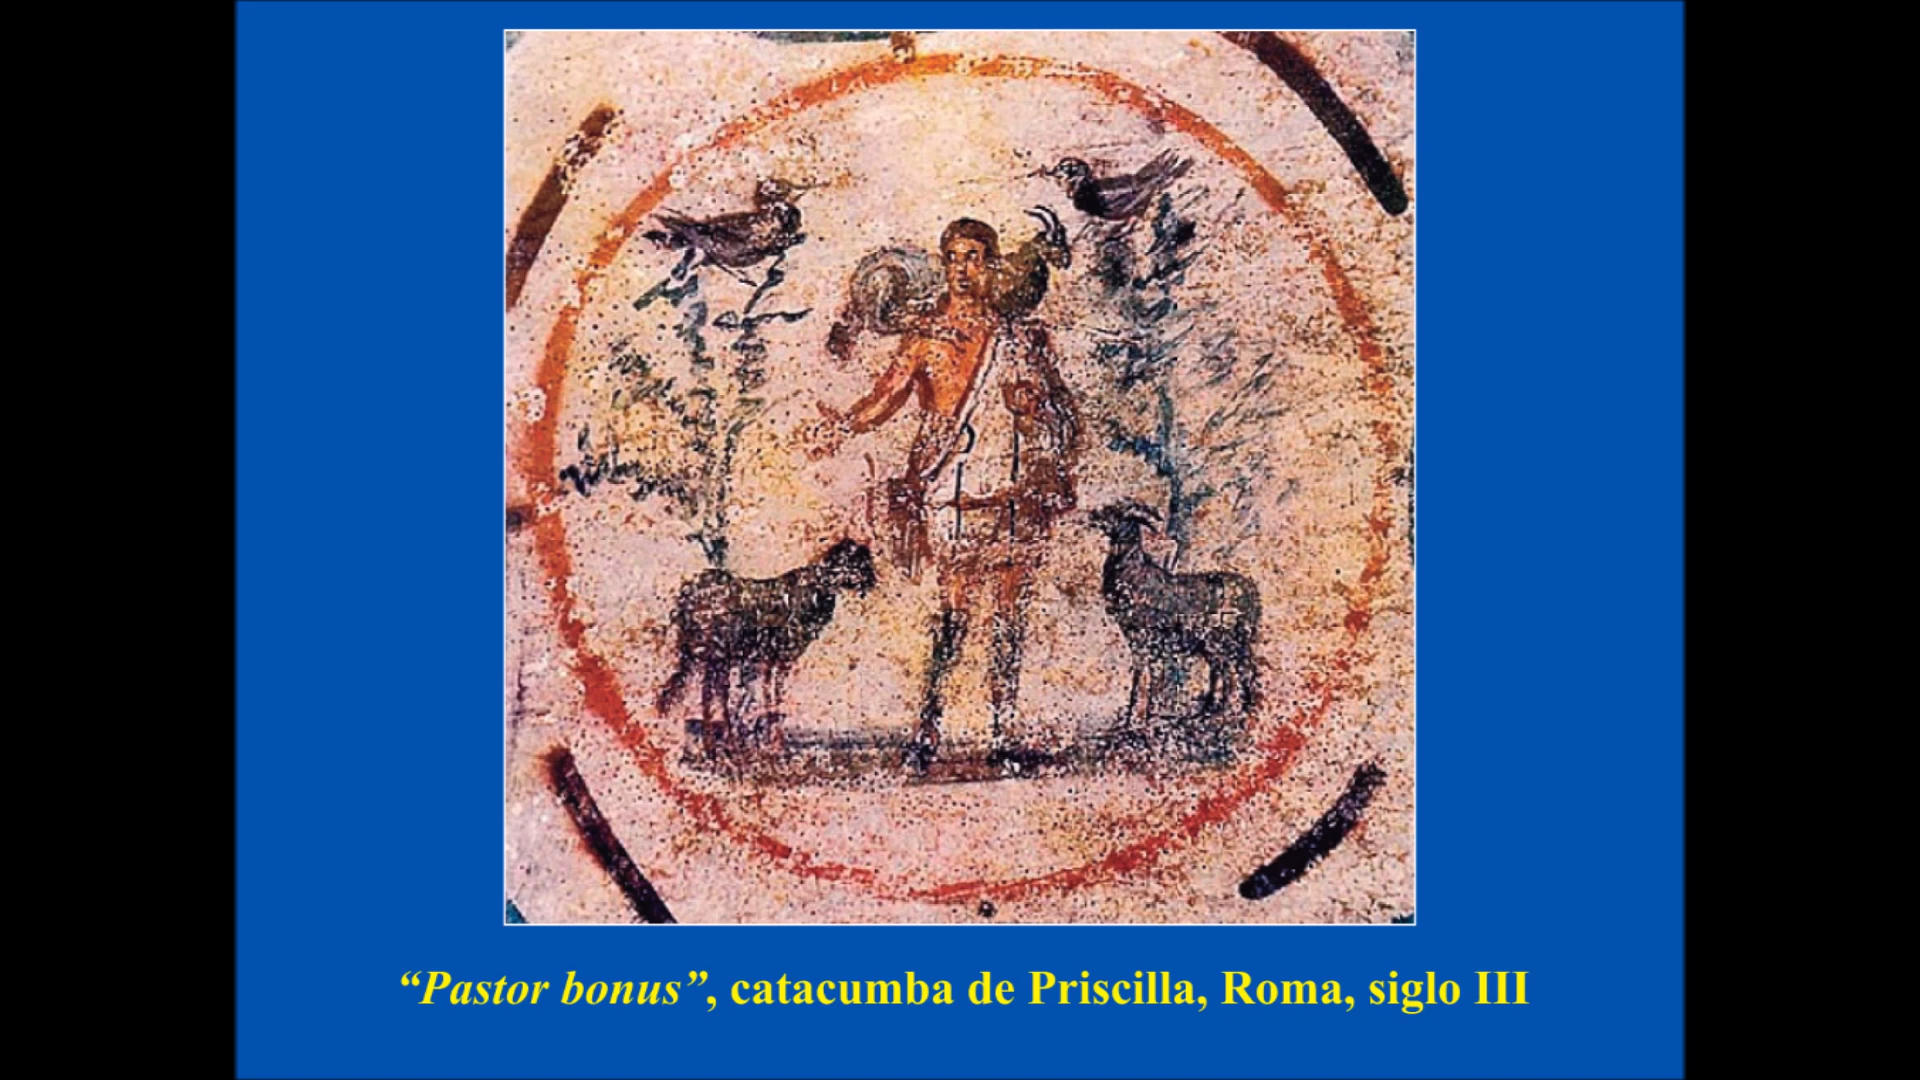 “Pastor bonus”, catacumba de Priscilla, Roma, siglo III